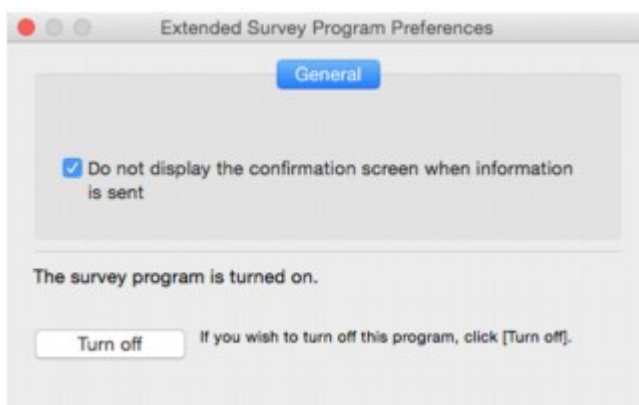 Extended Survey Program Preferences
General
Do not display the confirmation screen when information
is sent
The survey program is turned on.
Turn off
If you wish to turn off this program, click [Turn off].